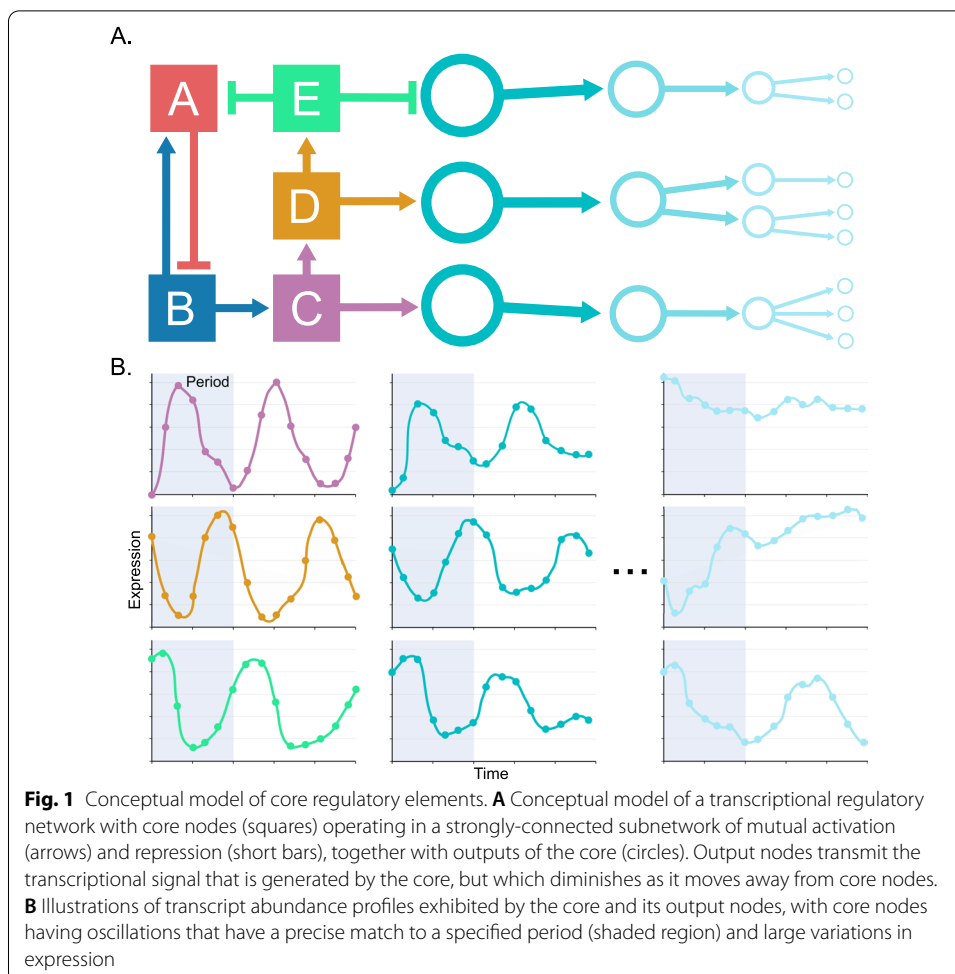 A.
A
E
D
B
C
B.
Period
Expression
Time
Fig. 1 Conceptual model of core regulatory elements. A Conceptual model of a transcriptional regulatory
network with core nodes (squares) operating in a strongly-connected subnetwork of mutual activation
(arrows) and repression (short bars), together with outputs of the core (circles). Output nodes transmit the
transcriptional signal that is generated by the core, but which diminishes as it moves away from core nodes.
B Illustrations of transcript abundance profiles exhibited by the core and its output nodes, with core nodes
having oscillations that have a precise match to a specified period (shaded region) and large variations in
expression